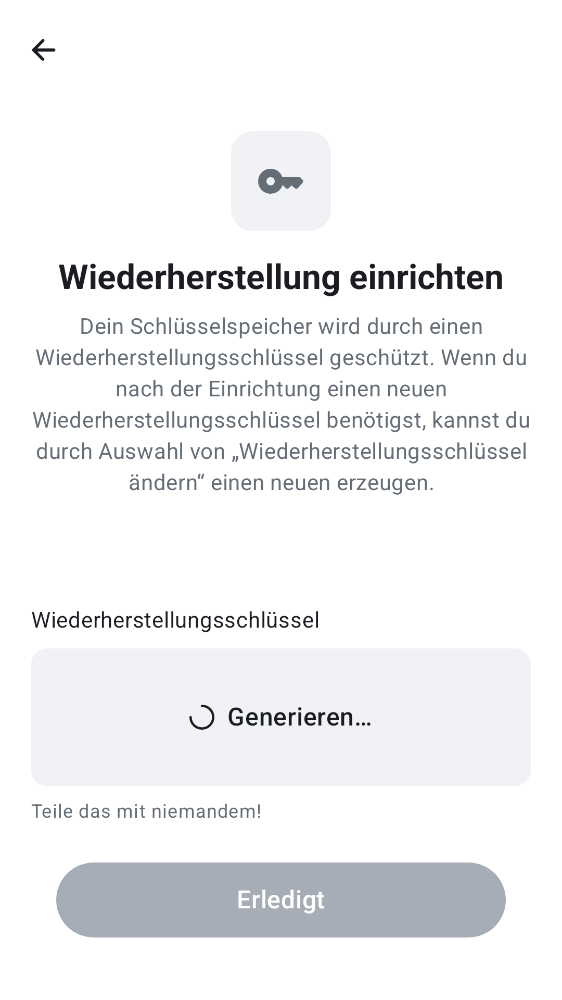 Wiederherstellung einrichten
Dein Schlüsselspeicher wird durch einen
Wiederherstellungsschlüssel geschützt. Wenn du
nach der Einrichtung einen neuen
Wiederherstellungsschlüssel benötigst, kannst du
durch Auswahl von „Wiederherstellungsschlüssel
ändern“ einen neuen erzeugen.
Wiederherstellungsschlüssel
Generieren…
Teile das mit niemandem!
Erledigt